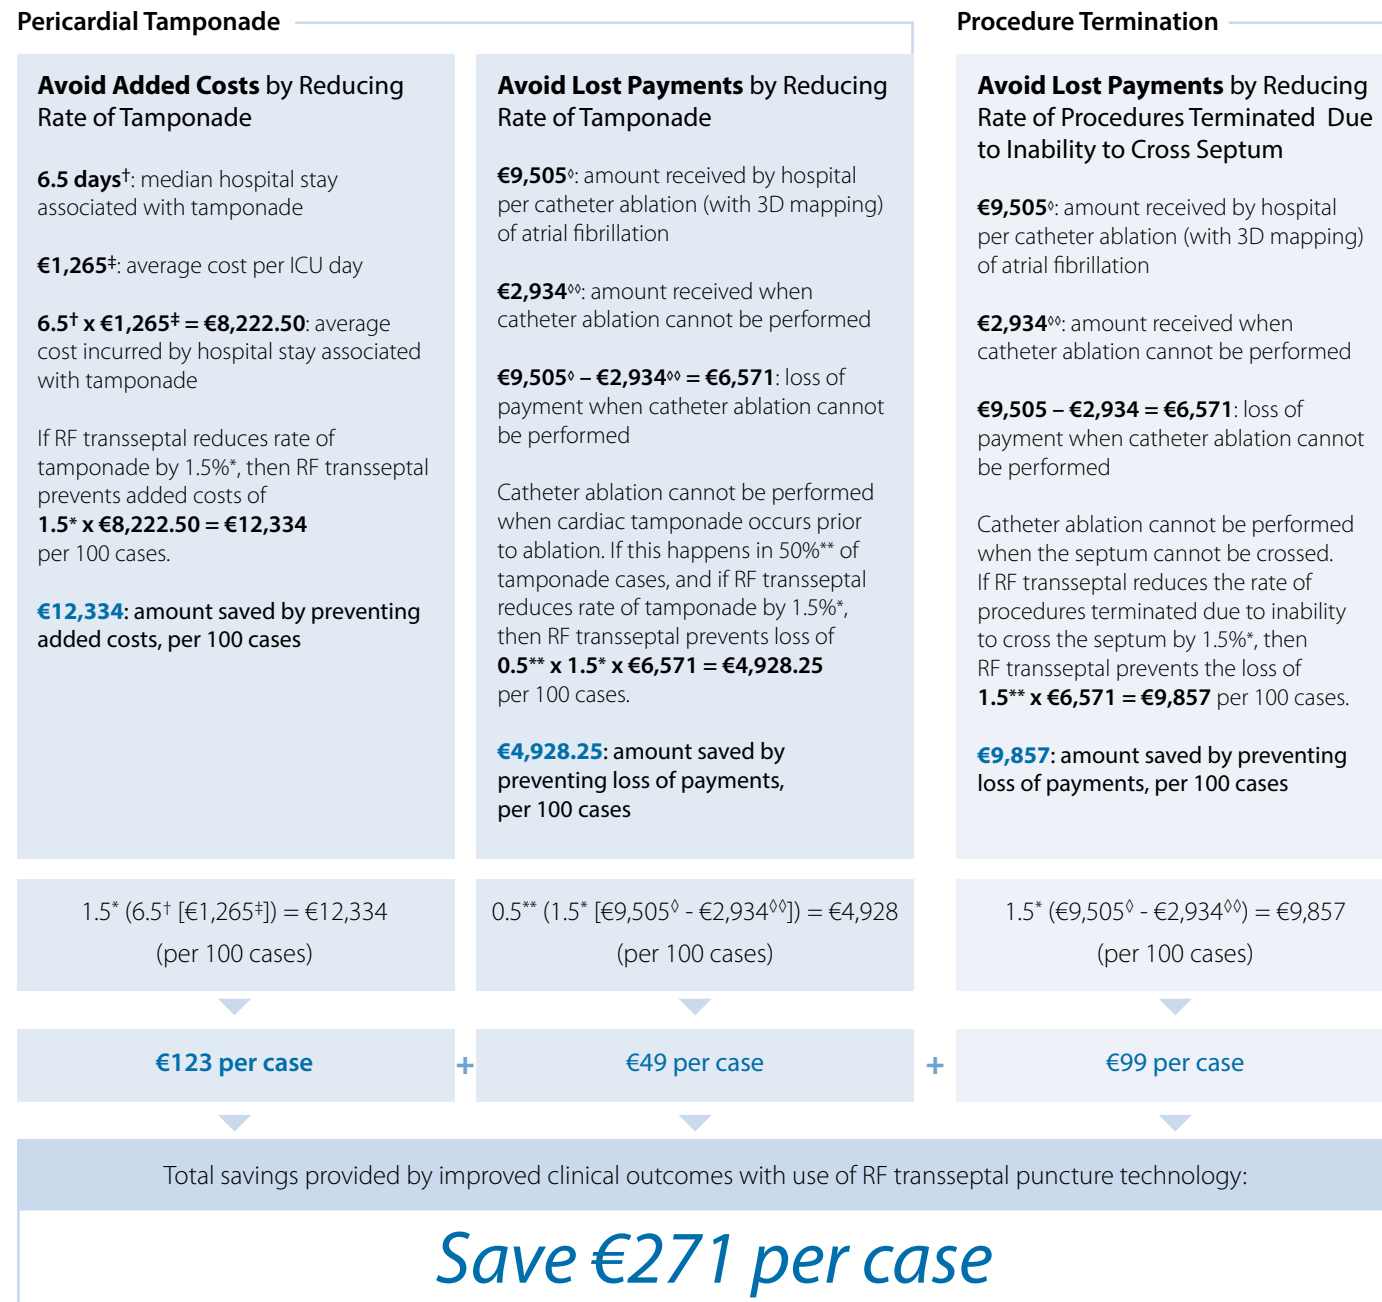 Pericardial Tamponade
Avoid Added Costs by Reducing
Rate of Tamponade
6.5 days†: median hospital stay
associated with tamponade
€1,265‡: average cost per ICU day
6.5† x €1,265‡ = €8,222.50: average
cost incurred by hospital stay associated
with tamponade
If RF transseptal reduces rate of
tamponade by 1.5%*, then RF transseptal
prevents added costs of
1.5* x €8,222.50 = €12,334
per 100 cases.
€12,334: amount saved by preventing
added costs, per 100 cases
Avoid Lost Payments by Reducing
Rate of Tamponade
€9,505◊: amount received by hospital
per catheter ablation (with 3D mapping)
of atrial fibrillation
€2,934◊◊: amount received when
catheter ablation cannot be performed
€9,505◊ – €2,934◊◊ = €6,571: loss of
payment when catheter ablation cannot
be performed
Catheter ablation cannot be performed
when cardiac tamponade occurs prior
to ablation. If this happens in 50%** of
tamponade cases, and if RF transseptal
reduces rate of tamponade by 1.5%*,
then RF transseptal prevents loss of
0.5** x 1.5* x €6,571 = €4,928.25
per 100 cases.
€4,928.25: amount saved by
preventing loss of payments,
per 100 cases
Procedure Termination
Avoid Lost Payments by Reducing
Rate of Procedures Terminated Due
to Inability to Cross Septum
€9,505◊: amount received by hospital
per catheter ablation (with 3D mapping)
of atrial fibrillation
€2,934◊◊: amount received when
catheter ablation cannot be performed
€9,505 – €2,934 = €6,571: loss of
payment when catheter ablation cannot
be performed
Catheter ablation cannot be performed
when the septum cannot be crossed.
If RF transseptal reduces the rate of
procedures terminated due to inability
to cross the septum by 1.5%*, then
RF transseptal prevents the loss of
1.5** x €6,571 = €9,857 per 100 cases.
€9,857: amount saved by preventing
loss of payments, per 100 cases
1.5* (6.5† [€1,265‡]) = €12,334
(per 100 cases)
0.5** (1.5* [€9,505◊ - €2,934◊◊]) = €4,928
(per 100 cases)
1.5* (€9,505◊ - €2,934◊◊) = €9,857
(per 100 cases)
€123 per case + €49 per case + €99 per case
Total savings provided by improved clinical outcomes with use of RF transseptal puncture technology:
Save €271 per case